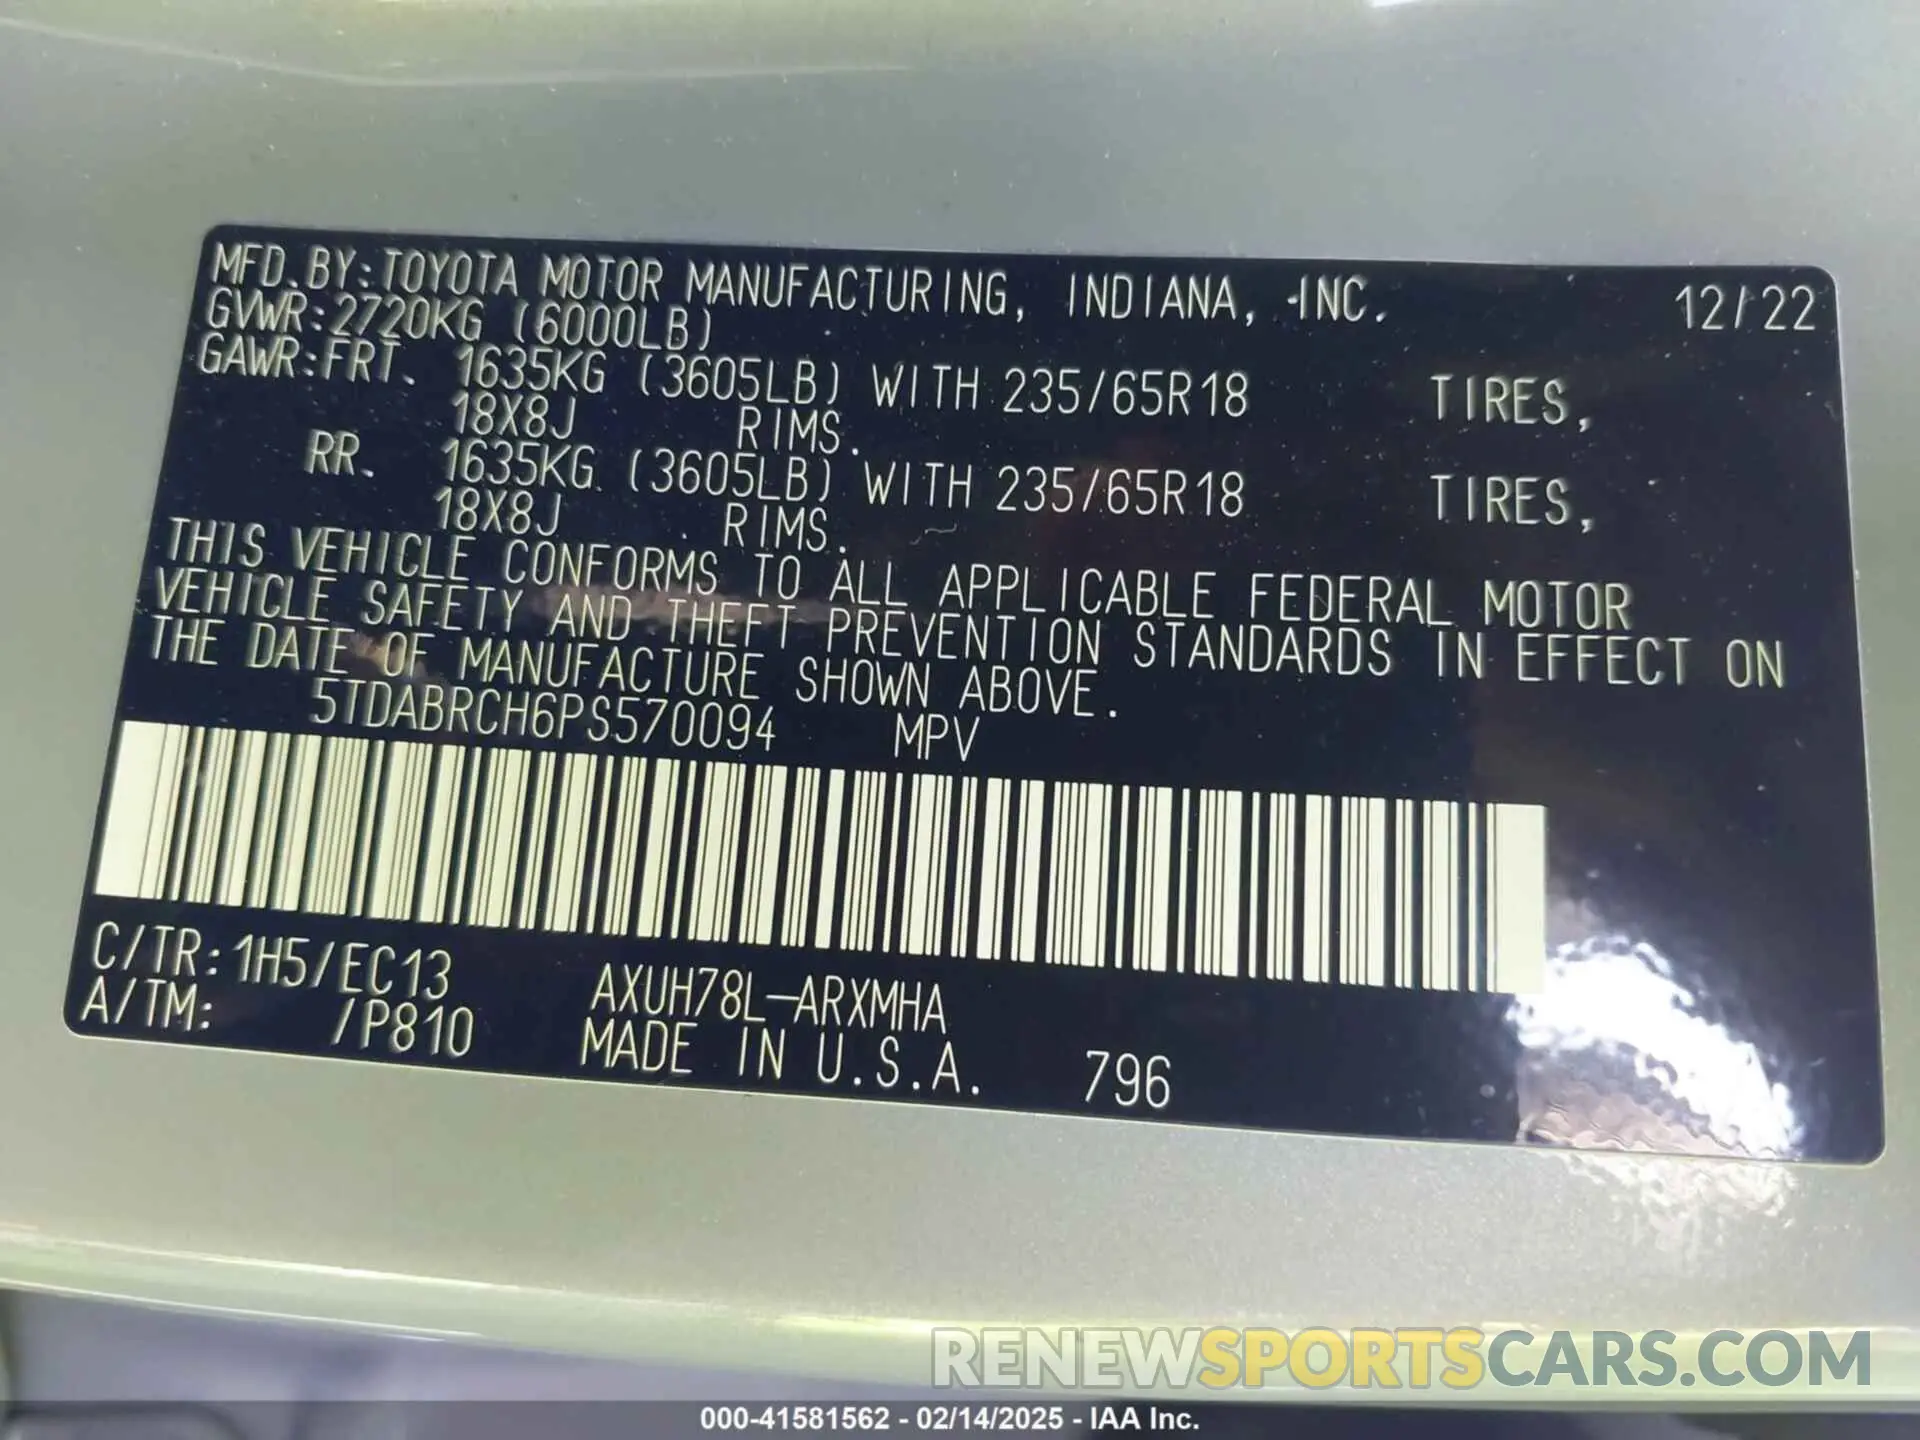 MFD.BY:TOYOTA MOTOR MANUFACTURING, INDIANA, INC. 12/22
GVWR:2720KG (6000LB)
GAWR:FRT. 1635KG (3605LB) WITH 235/65R18 TIRES,
18X8J RIMS.
RR. 1635KG (3605LB) WITH 235/65R18 TIRES,
18X8J RIMS.
THIS VEHICLE CONFORMS TO ALL APPLICABLE FEDERAL MOTOR
VEHICLE SAFETY AND THEFT PREVENTION STANDARDS IN EFFECT ON
THE DATE OF MANUFACTURE SHOWN ABOVE.
5TDABRCH6PS570094 MPV
C/TR:1H5/EC13 AXUH78L-ARXMHA
A/TM: /P810 MADE IN U.S.A. 796
RENEWSPORTSCARS.COM
000-41581562 - 02/14/2025 - IAA Inc.